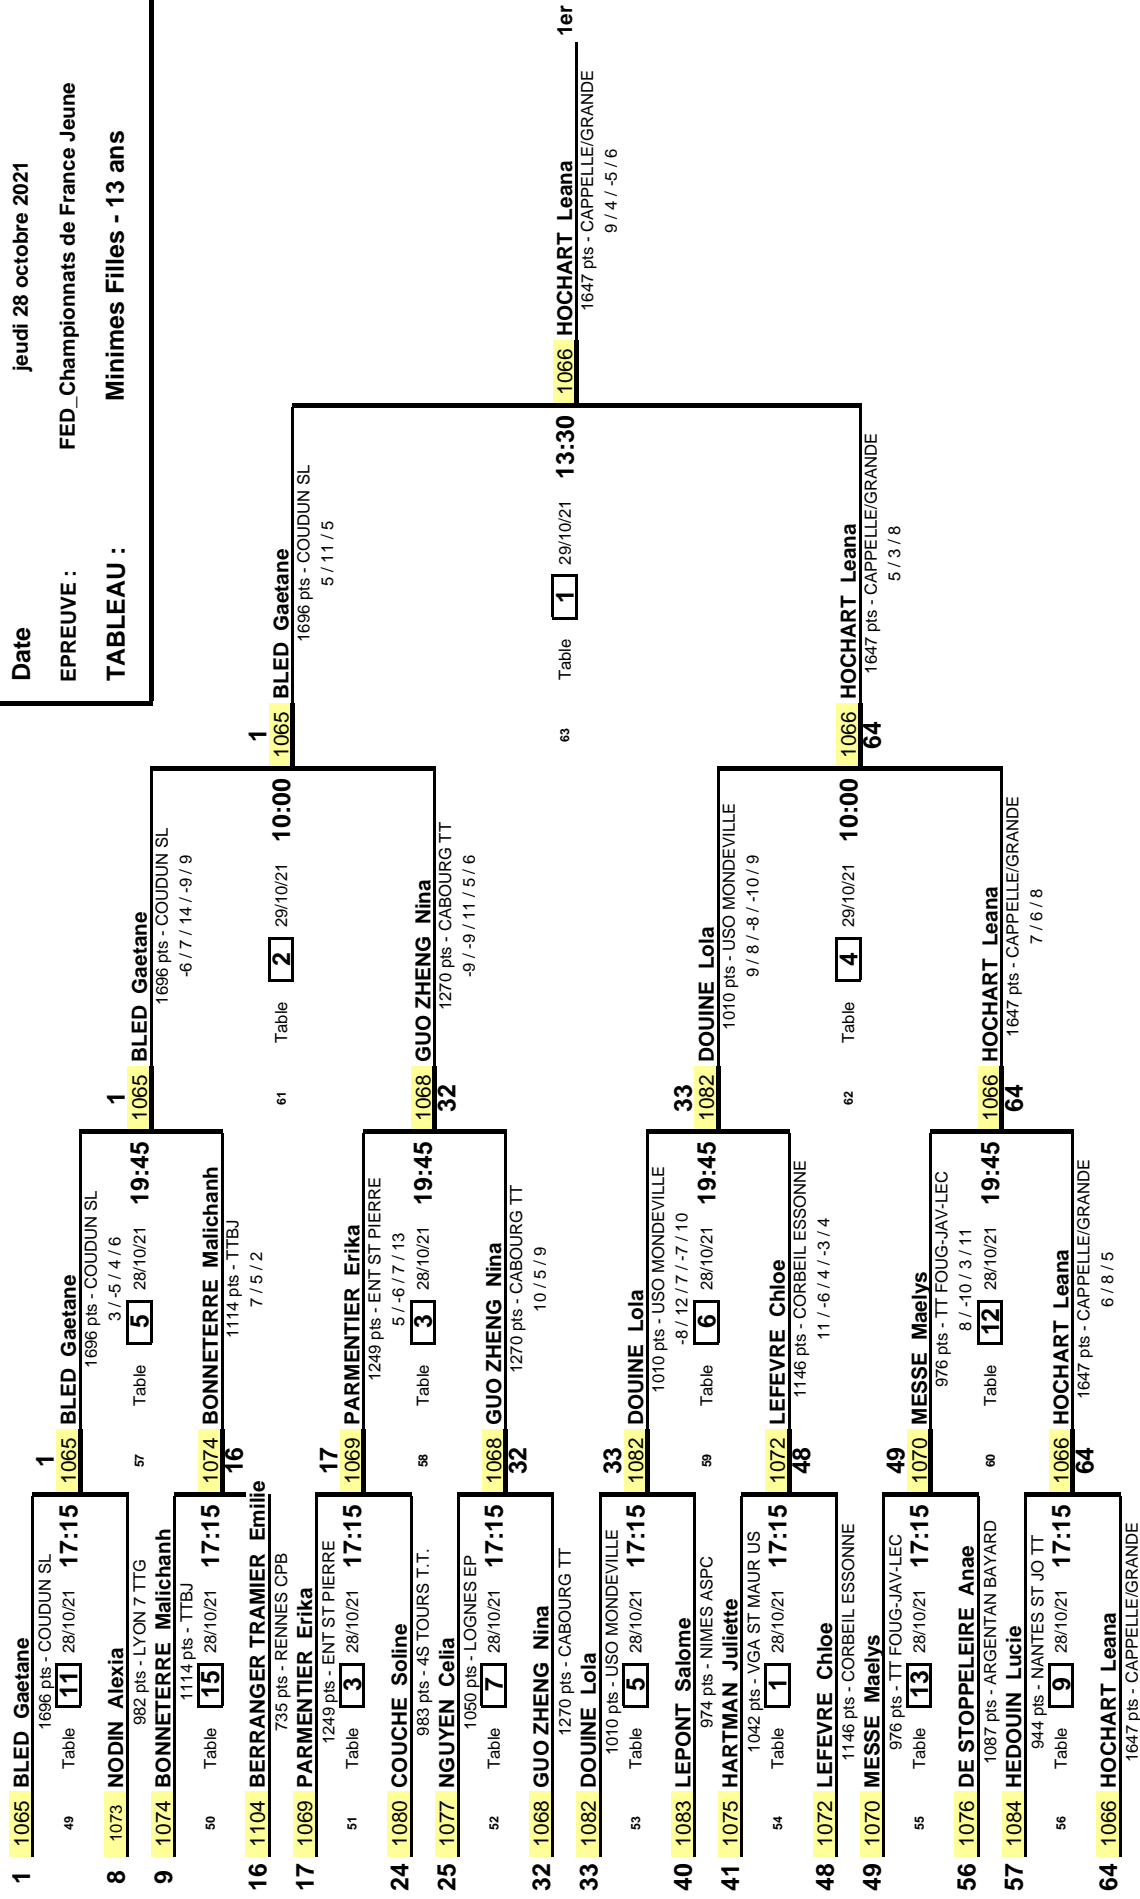 Date jeudi 28 octobre 2021
EPREUVE : FED_Championnats de France Jeune
TABLEAU : Minimes Filles - 13 ans
1 1065 BLED Gaetane
1696 pts - COUDUN SL
49 Table 11 28/10/21 17:15
8 1073 NODIN Alexia
982 pts - LYON 7 TTG
9 1074 BONNETERRE Malichanh
1114 pts - TTBJ
50 Table 15 28/10/21 17:15
16 1104 BERRANGER TRAMIER Emilie
735 pts - RENNES CPB
17 1069 PARMENTIER Erika
1249 pts - ENT ST PIERRE
51 Table 3 28/10/21 17:15
24 1080 COUCHE Soline
983 pts - 4S TOURS T.T.
25 1077 NGUYEN Celia
1050 pts - LOGNES EP
52 Table 7 28/10/21 17:15
32 1068 GUO ZHENG Nina
1270 pts - CABOURG TT
33 1082 DOUINE Lola
1010 pts - USO MONDEVILLE
53 Table 5 28/10/21 17:15
40 1083 LEPONT Salome
974 pts - NIMES ASPC
41 1075 HARTMAN Juliette
1042 pts - VGA ST MAUR US
54 Table 1 28/10/21 17:15
48 1072 LEFEVRE Chloe
1146 pts - CORBEIL ESSONNE
49 1070 MESSE Maelys
976 pts - TT FOUG-JAV-LEC
55 Table 13 28/10/21 17:15
56 1076 DE STOPPELEIRE Anae
1087 pts - ARGENTAN BAYARD
57 1084 HEDOUIN Lucie
944 pts - NANTES ST JO TT
56 Table 9 28/10/21 17:15
64 1066 HOCHART Leana
1647 pts - CAPPELLE/GRANDE
1
1065 BLED Gaetane
1696 pts - COUDUN SL
3 / -5 / 4 / 6
57 Table 5 28/10/21 19:45
1074 BONNETERRE Malichanh
16 1114 pts - TTBJ
7 / 5 / 2
17
1069 PARMENTIER Erika
1249 pts - ENT ST PIERRE
5 / -6 / 7 / 13
58 Table 3 28/10/21 19:45
1068 GUO ZHENG Nina
32 1270 pts - CABOURG TT
10 / 5 / 9
33
1082 DOUINE Lola
1010 pts - USO MONDEVILLE
-8 / 12 / 7 / -7 / 10
59 Table 6 28/10/21 19:45
1072 LEFEVRE Chloe
48 1146 pts - CORBEIL ESSONNE
11 / -6 / 4 / -3 / 4
49
1070 MESSE Maelys
976 pts - TT FOUG-JAV-LEC
8 / -10 / 3 / 11
60 Table 12 28/10/21 19:45
1066 HOCHART Leana
64 1647 pts - CAPPELLE/GRANDE
6 / 8 / 5
1
1065 BLED Gaetane
1696 pts - COUDUN SL
-6 / 7 / 14 / -9 / 9
61 Table 2 29/10/21 10:00
1068 GUO ZHENG Nina
32 1270 pts - CABOURG TT
-9 / -9 / 11 / 5 / 6
33
1082 DOUINE Lola
1010 pts - USO MONDEVILLE
9 / 8 / -8 / -10 / 9
62 Table 4 29/10/21 10:00
1066 HOCHART Leana
64 1647 pts - CAPPELLE/GRANDE
7 / 6 / 8
1
1065 BLED Gaetane
1696 pts - COUDUN SL
5 / 11 / 5
63 Table 1 29/10/21 13:30
1066 HOCHART Leana
64 1647 pts - CAPPELLE/GRANDE
5 / 3 / 8
1066 HOCHART Leana 1er
1647 pts - CAPPELLE/GRANDE
9 / 4 / -5 / 6